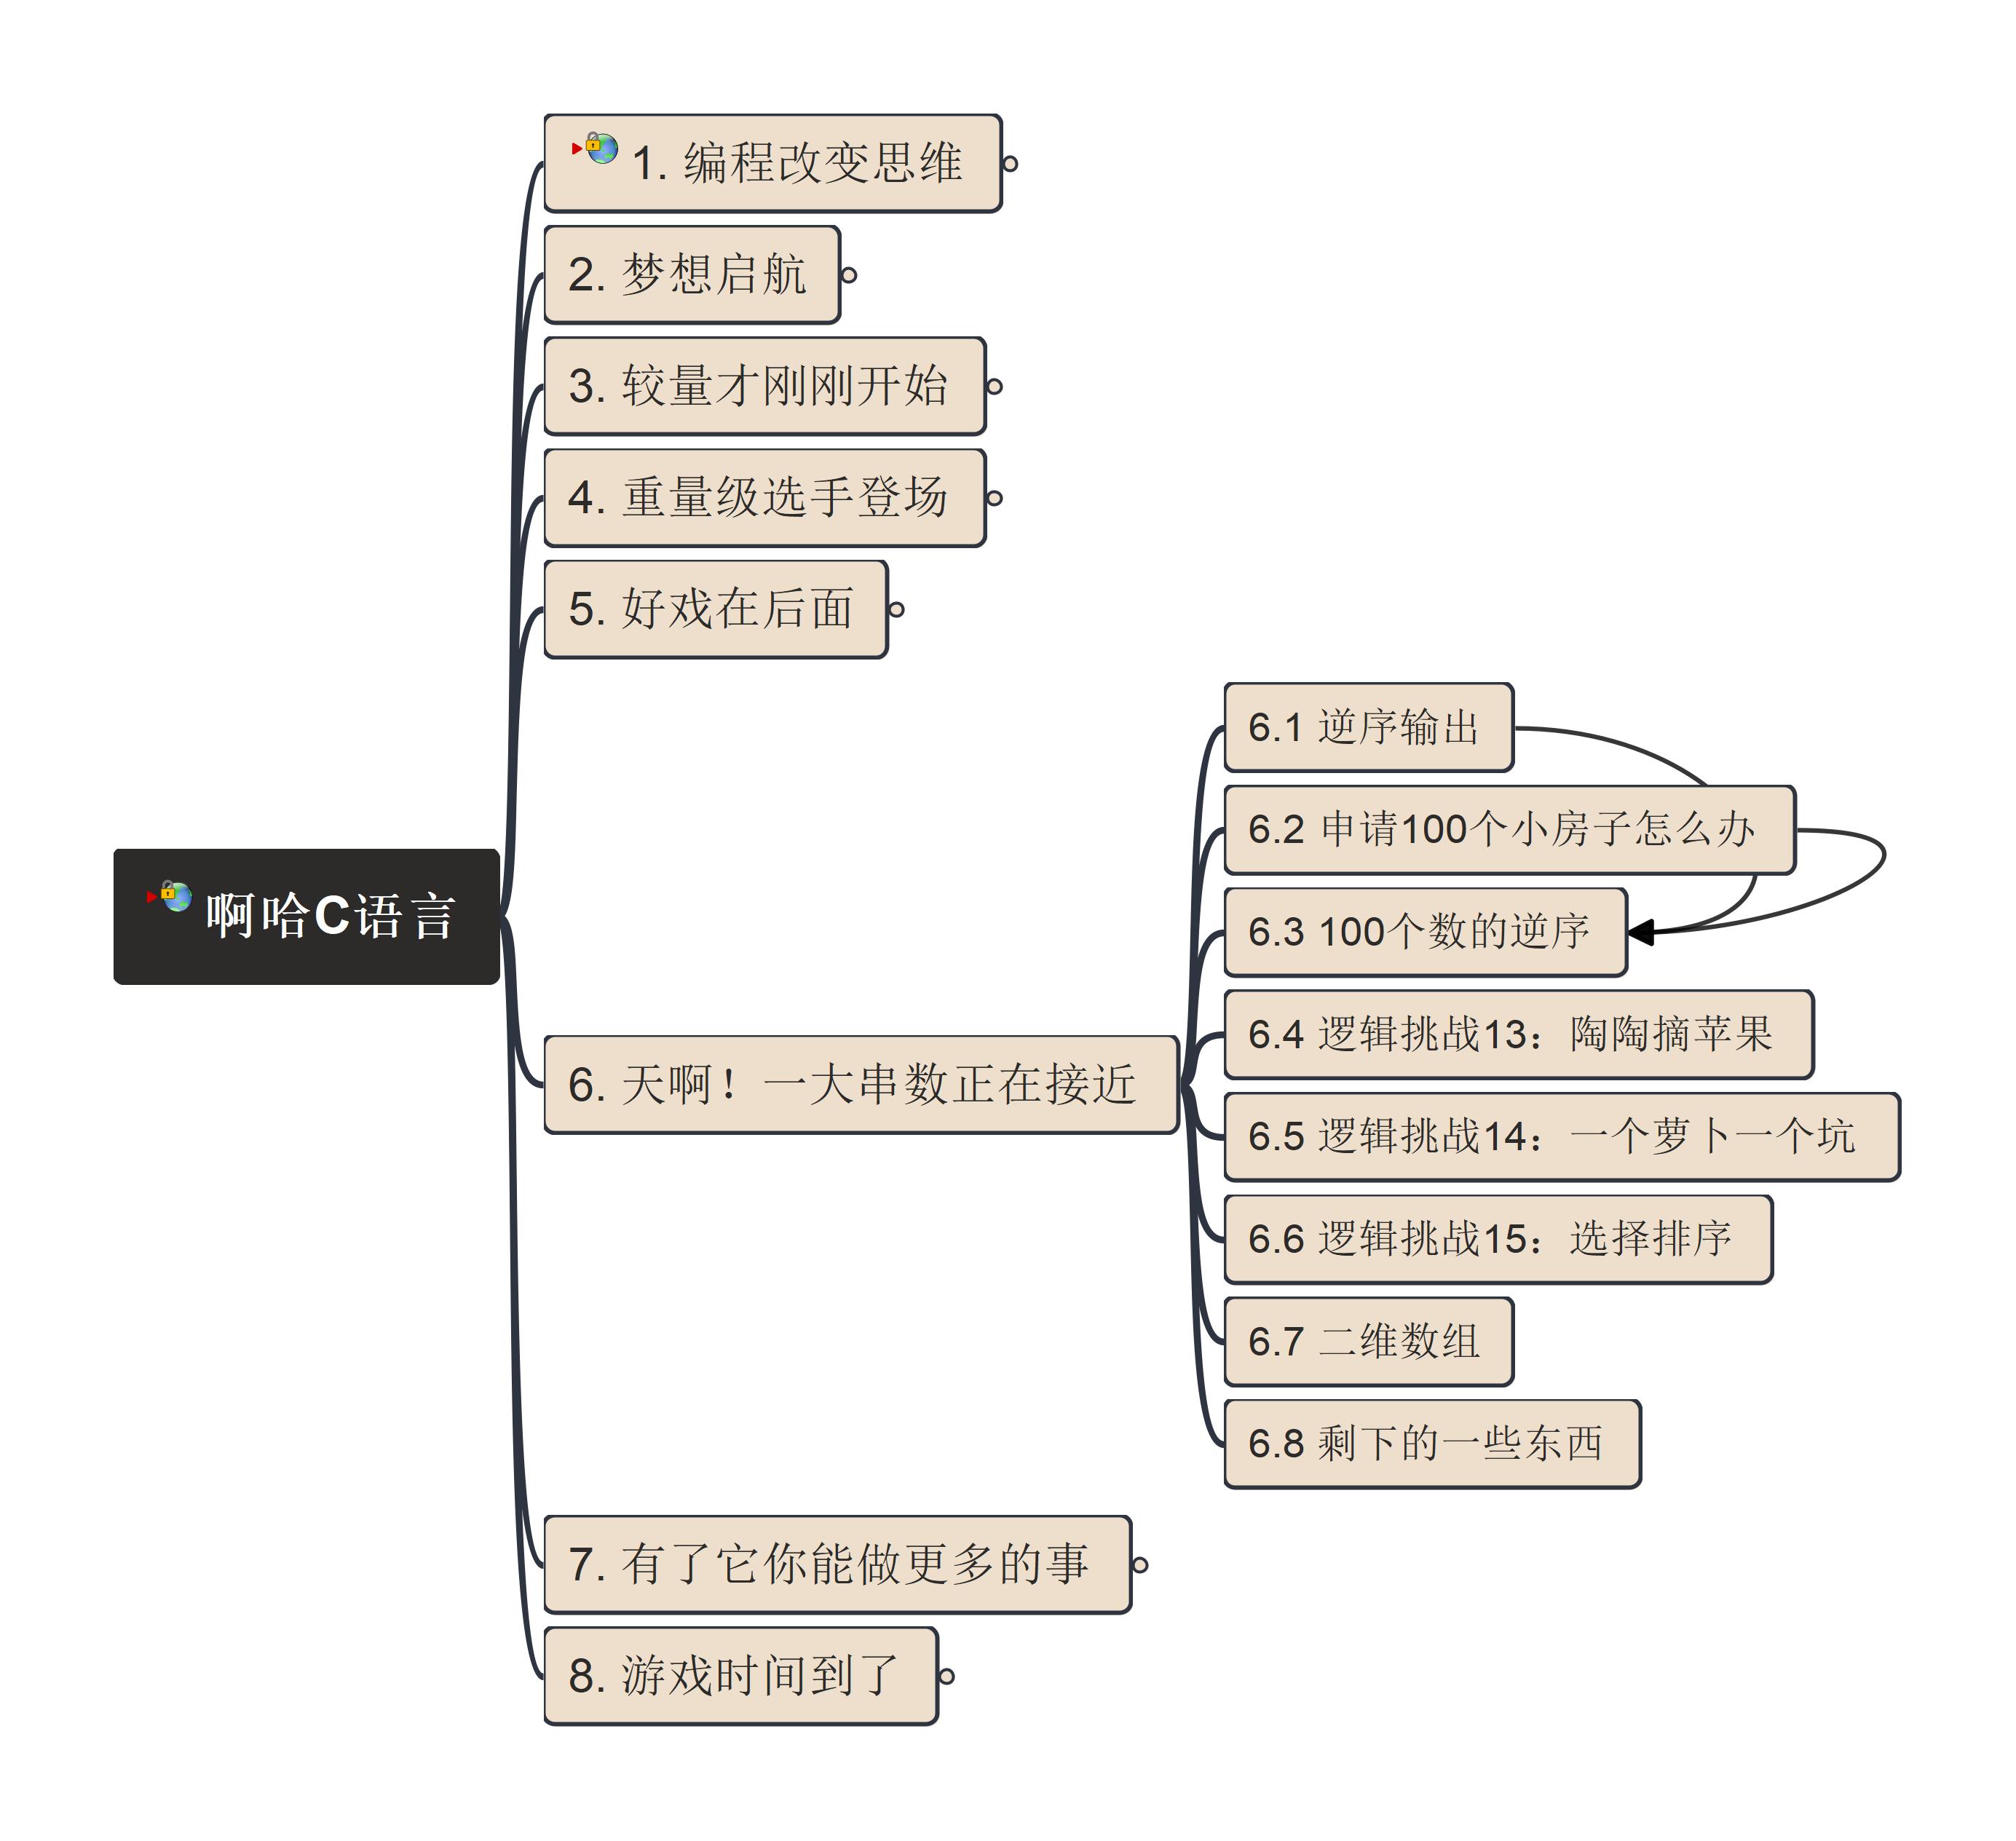 啊哈C语言
1. 编程改变思维
2. 梦想启航
3. 较量才刚刚开始
4. 重量级选手登场
5. 好戏在后面
6. 天啊！一大串数正在接近
6.1 逆序输出
6.2 申请100个小房子怎么办
6.3 100个数的逆序
6.4 逻辑挑战13：陶陶摘苹果
6.5 逻辑挑战14：一个萝卜一个坑
6.6 逻辑挑战15：选择排序
6.7 二维数组
6.8 剩下的一些东西
7. 有了它你能做更多的事
8. 游戏时间到了